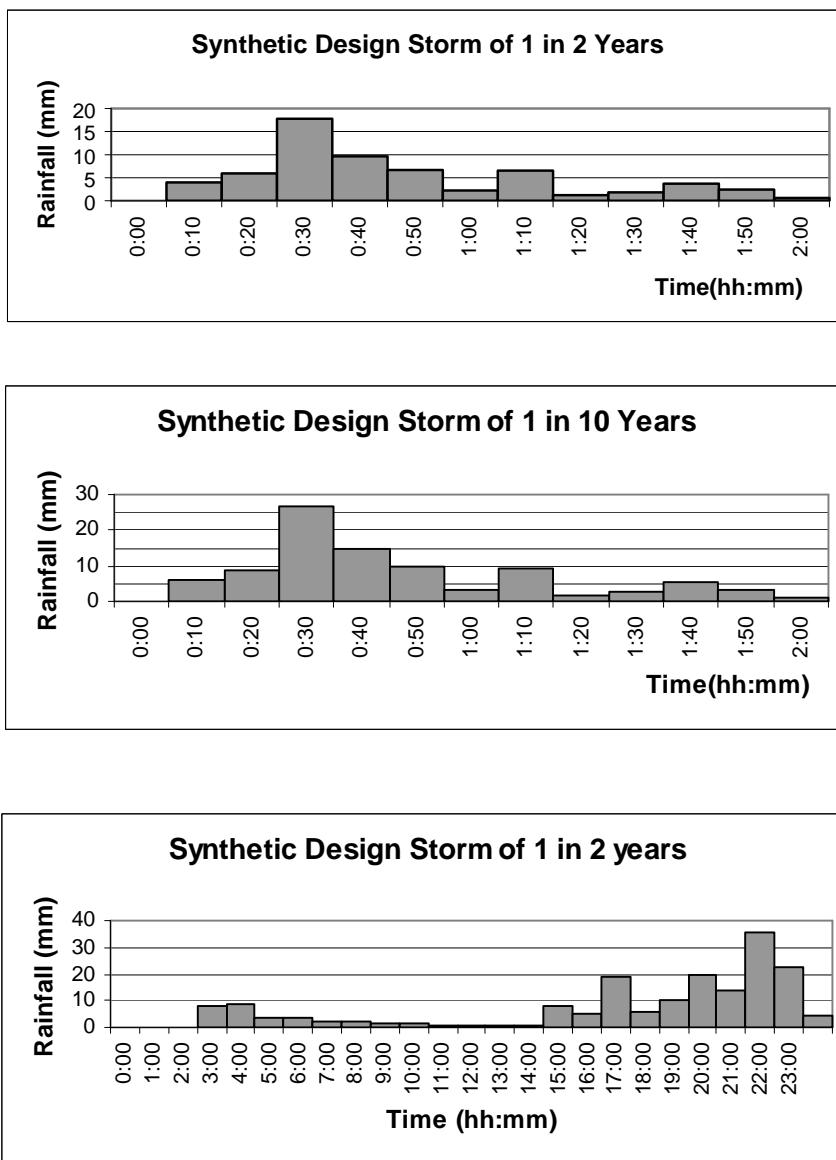 Synthetic Design Storm of 1 in 2 Years
Rainfall (mm)
20
15
10
5
0
0:00 0:10 0:20 0:30 0:40 0:50 1:00 1:10 1:20 1:30 1:40 1:50 2:00
Time(hh:mm)
Synthetic Design Storm of 1 in 10 Years
Rainfall (mm)
30
20
10
0
0:00 0:10 0:20 0:30 0:40 0:50 1:00 1:10 1:20 1:30 1:40 1:50 2:00
Time(hh:mm)
Synthetic Design Storm of 1 in 2 years
Rainfall (mm)
40
30
20
10
0
0:00 1:00 2:00 3:00 4:00 5:00 6:00 7:00 8:00 9:00 10:00 11:00 12:00 13:00 14:00 15:00 16:00 17:00 18:00 19:00 20:00 21:00 22:00 23:00
Time (hh:mm)